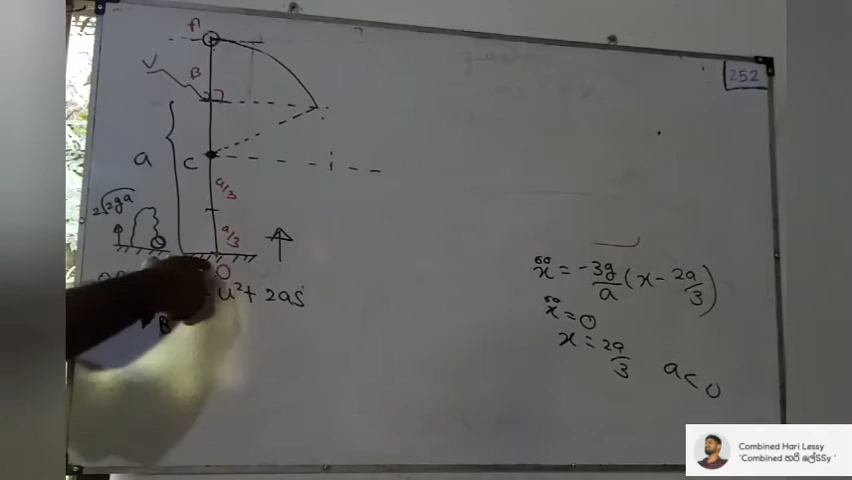 252
A
V
B
a
C
a/3
2√2ga
a/3
O
u²+ 2as
B
ẍ = -3g/a (x - 2a/3)
ẍ = 0
x = 2a/3
a < 0
Combined Hari Lessy
'Combined හරි ලේSSy '